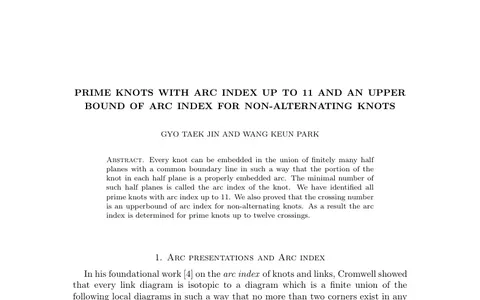 PRIME KNOTS WITH ARC INDEX UP TO 11 AND AN UPPER
BOUND OF ARC INDEX FOR NON-ALTERNATING KNOTS
GYO TAEK JIN AND WANG KEUN PARK
Abstract. Every knot can be embedded in the union of finitely many half
planes with a common boundary line in such a way that the portion of the
knot in each half plane is a properly embedded arc. The minimal number of
such half planes is called the arc index of the knot. We have identified all
prime knots with arc index up to 11. We also proved that the crossing number
is an upperbound of arc index for non-alternating knots. As a result the arc
index is determined for prime knots up to twelve crossings.
1. Arc presentations and Arc index
In his foundational work [4] on the arc index of knots and links, Cromwell showed
that every link diagram is isotopic to a diagram which is a finite union of the
following local diagrams in such a way that no more than two corners exist in any